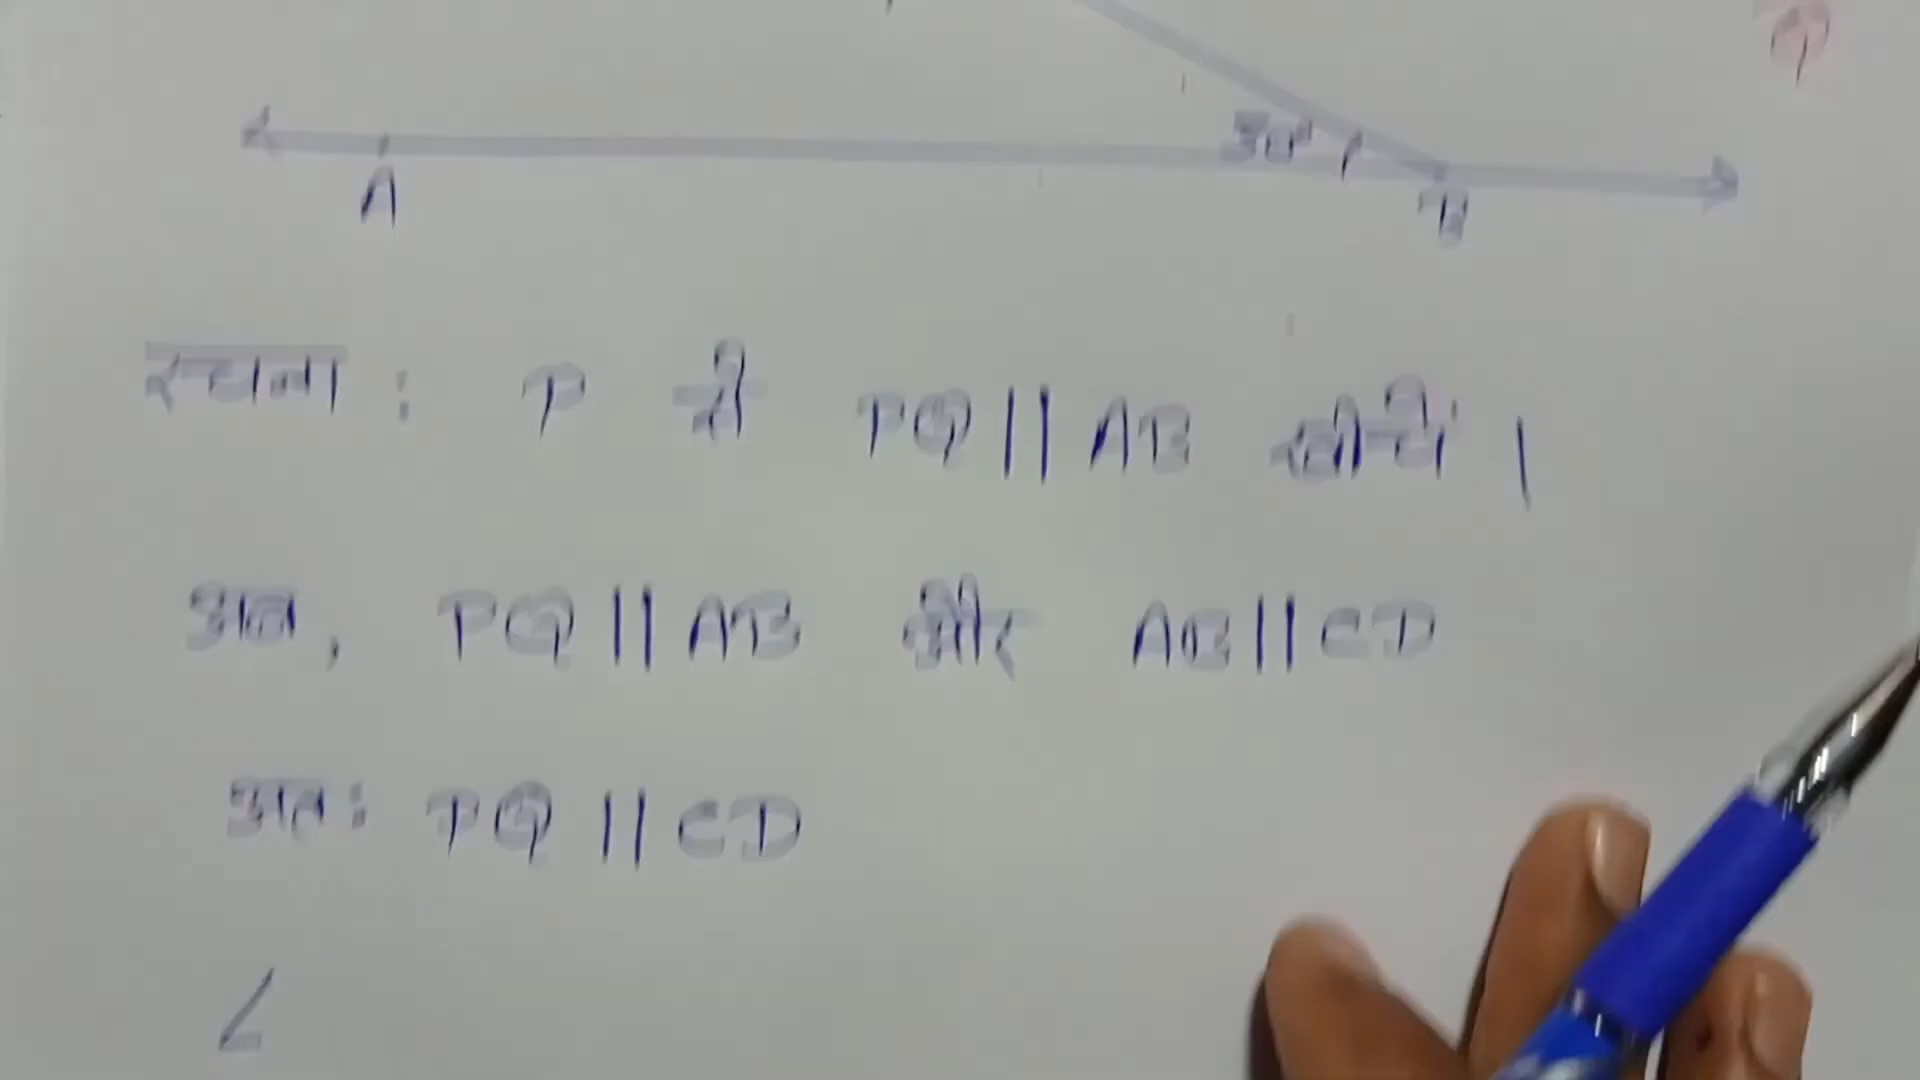 30°
A
B
रचना : P से PQ || AB खींचे ।
अब , PQ || AB और AB || CD
अतः PQ || CD
∠